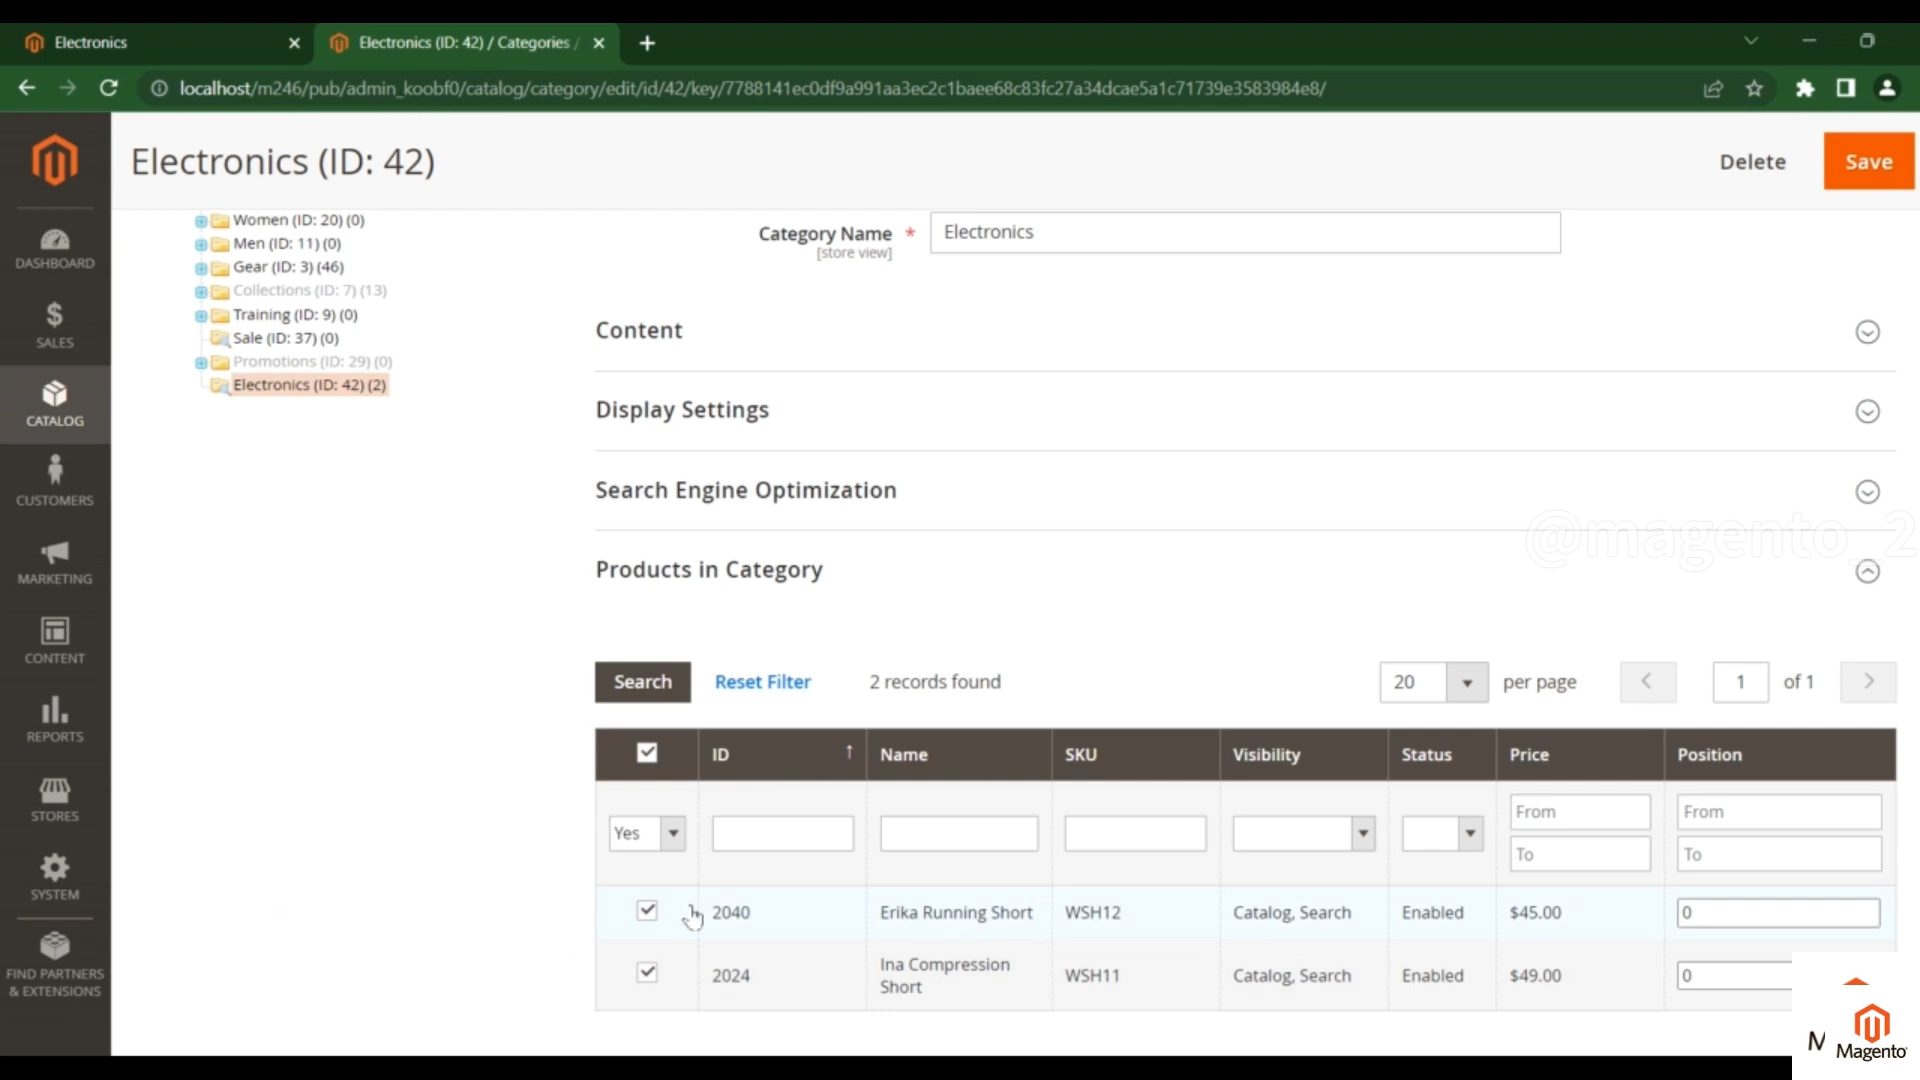 Electronics
Electronics (ID: 42) / Categories /
localhost/m246/pub/admin_koobf0/catalog/category/edit/id/42/key/7788141ec0df9a991aa3ec2c1baee68c83fc27a34dcae5a1c71739e3583984e8/
Electronics (ID: 42)
Delete
Save
DASHBOARD
SALES
CATALOG
CUSTOMERS
MARKETING
CONTENT
REPORTS
STORES
SYSTEM
FIND PARTNERS
& EXTENSIONS
Women (ID: 20) (0)
Men (ID: 11) (0)
Gear (ID: 3) (46)
Collections (ID: 7) (13)
Training (ID: 9) (0)
Sale (ID: 37) (0)
Promotions (ID: 29) (0)
Electronics (ID: 42) (2)
Category Name *
[store view]
Electronics
Content
Display Settings
Search Engine Optimization
@magento_2
Products in Category
Search Reset Filter 2 records found 20 per page 1 of 1
ID Name SKU Visibility Status Price Position
Yes From From
To To
2040 Erika Running Short WSH12 Catalog, Search Enabled $45.00 0
2024 Ina Compression Short WSH11 Catalog, Search Enabled $49.00 0
M
Magento